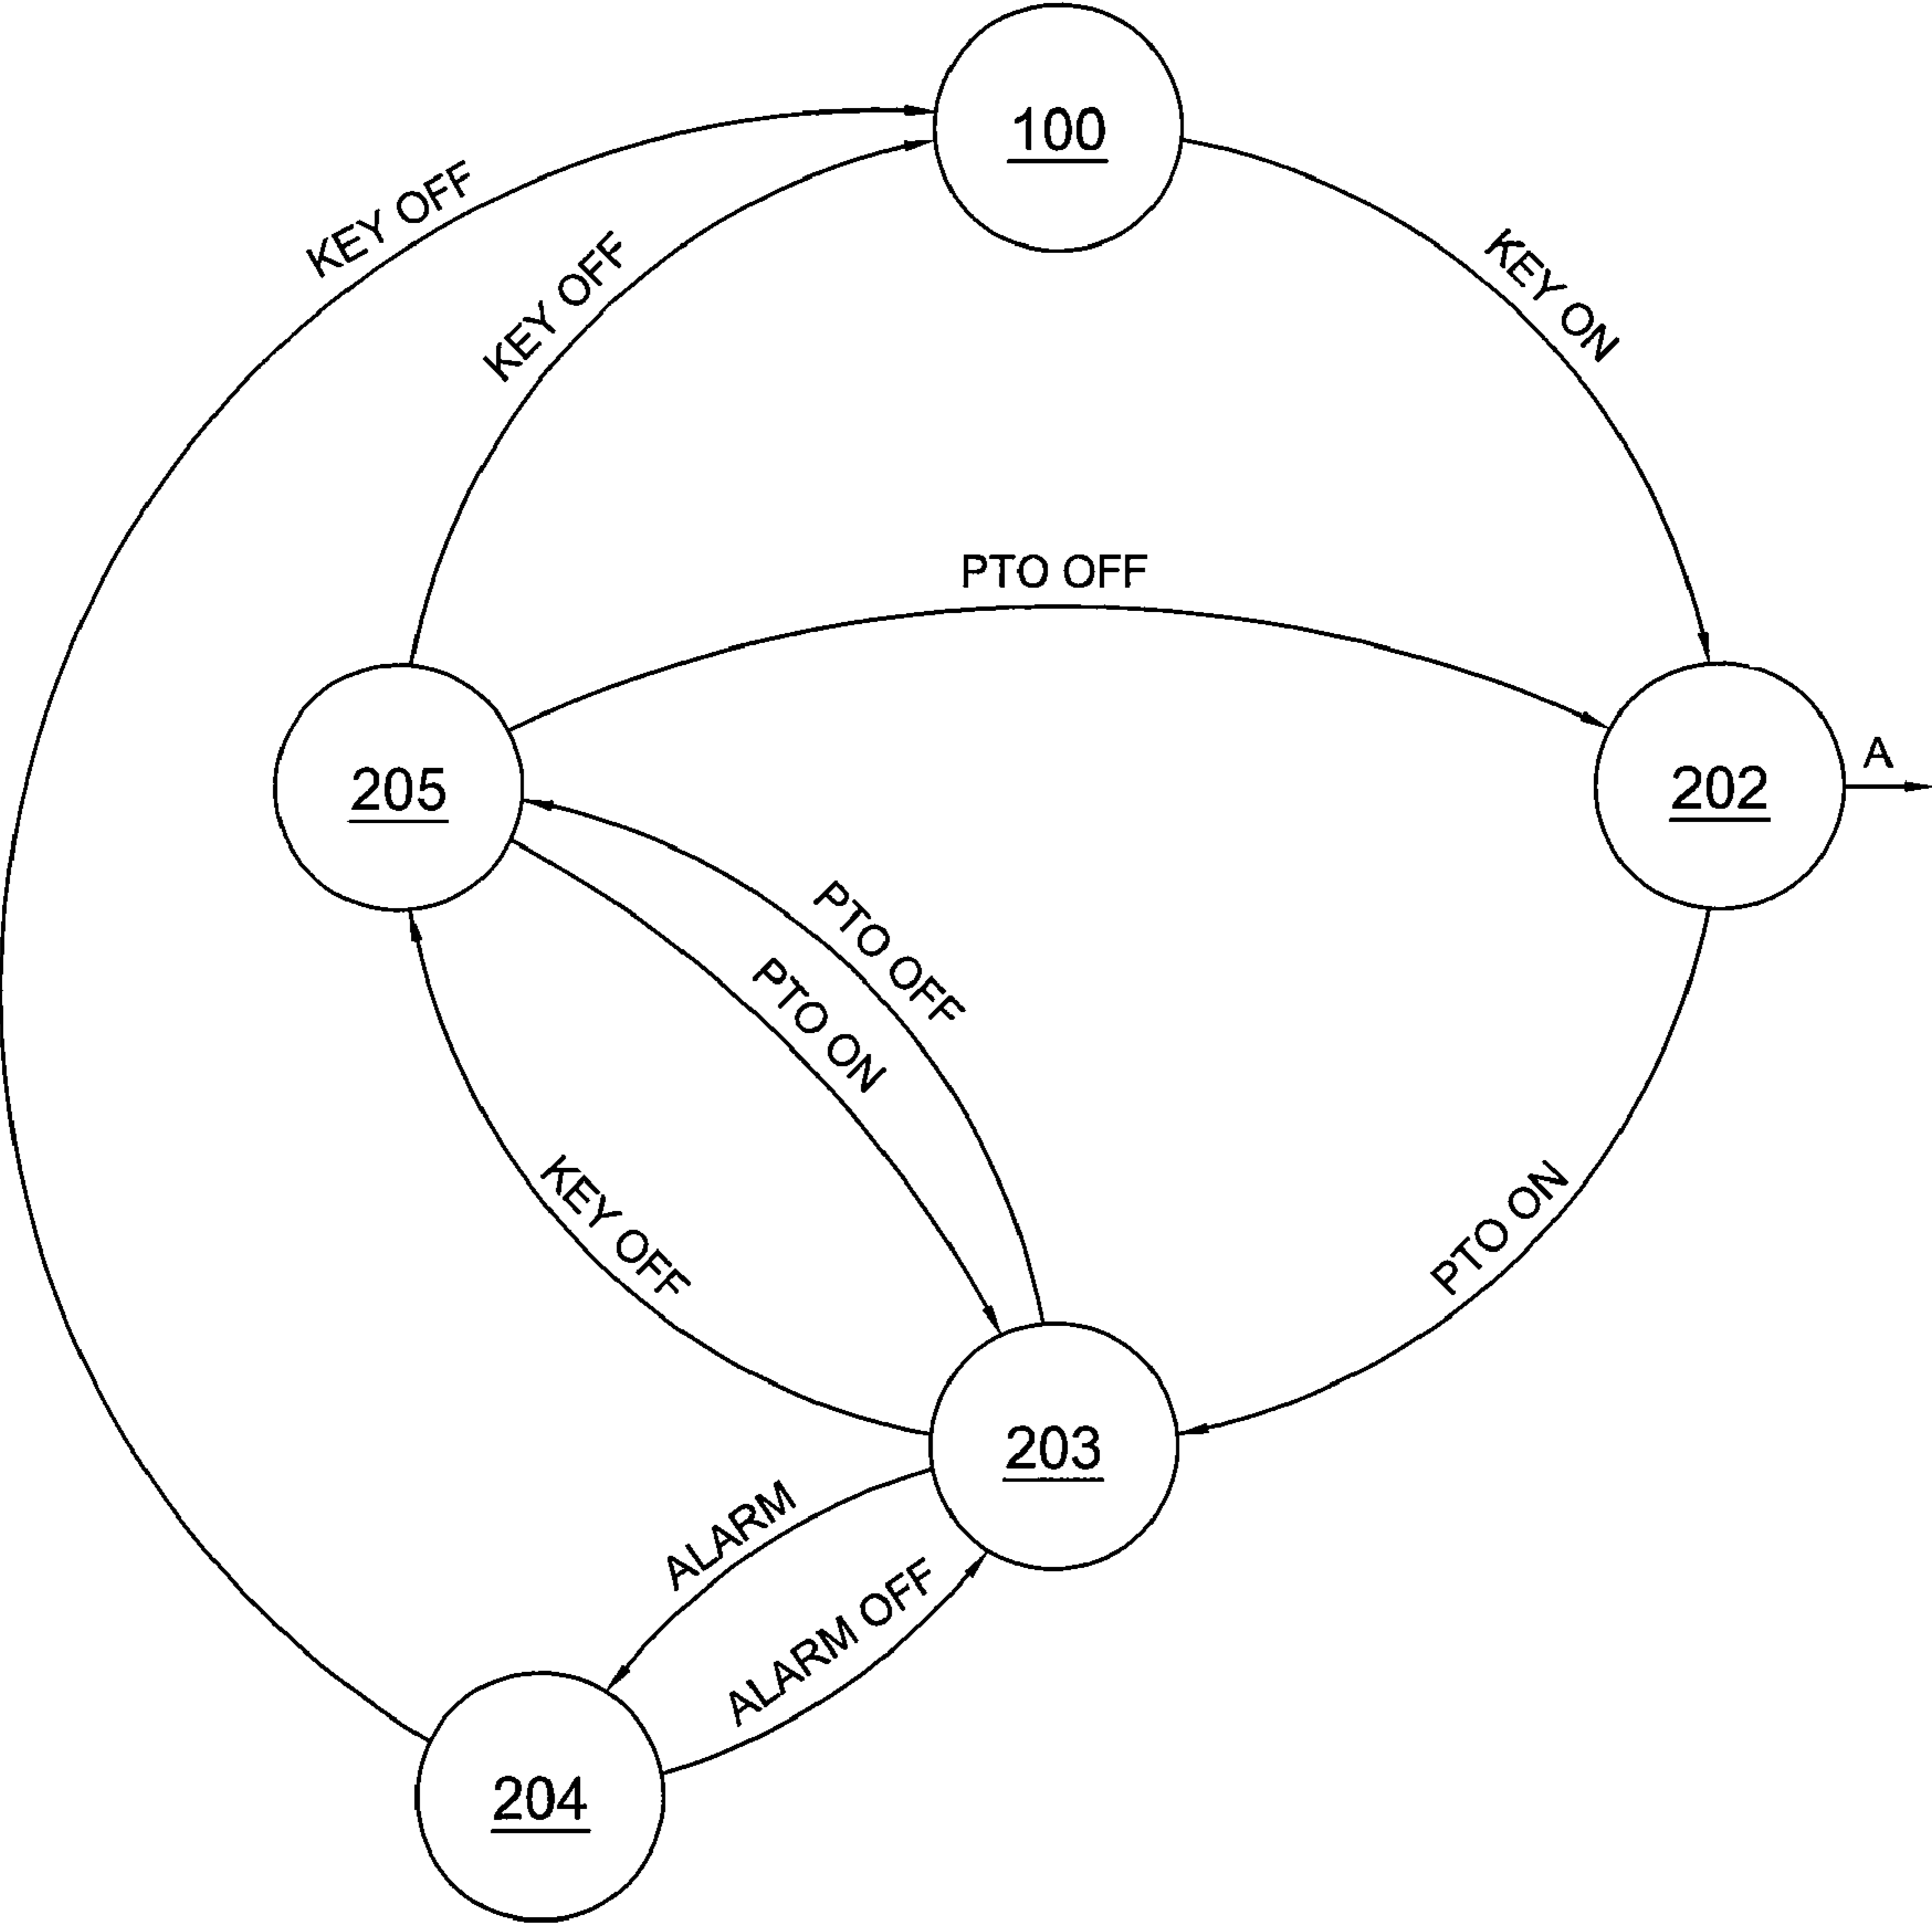 100
KEY OFF
KEY OFF
KEY ON
PTO OFF
205
202
A
PTO OFF
PTO ON
KEY OFF
PTO ON
203
ALARM
ALARM OFF
204